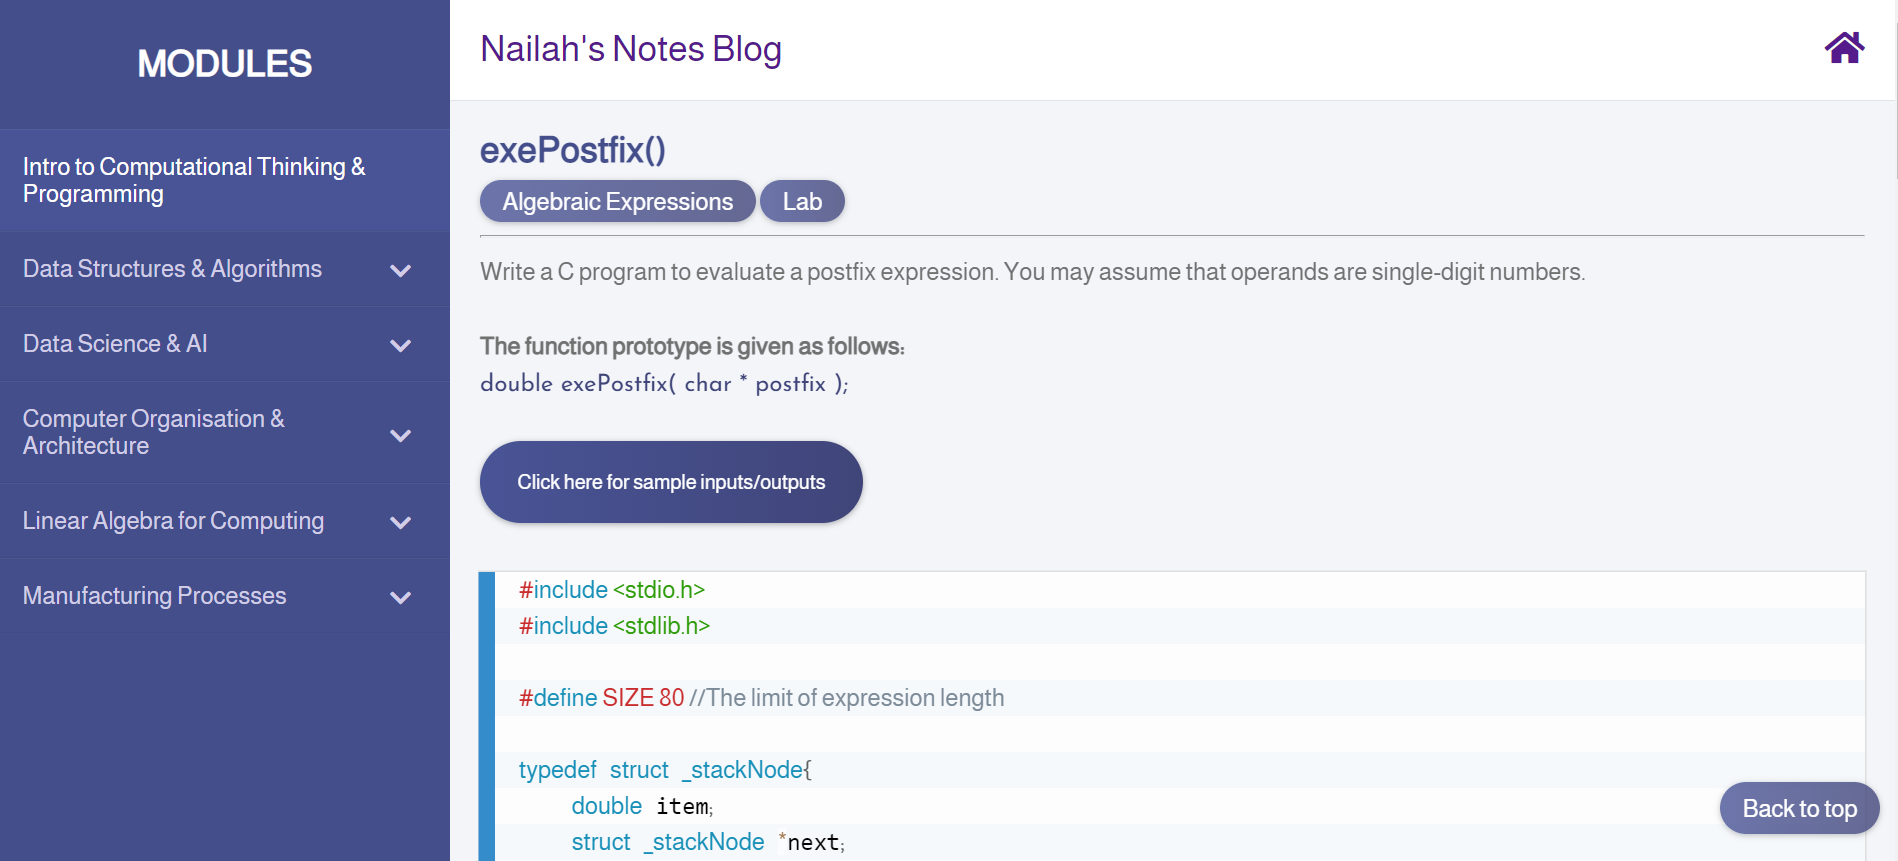 MODULES
Intro to Computational Thinking &
Programming
Data Structures & Algorithms
Data Science & AI
Computer Organisation &
Architecture
Linear Algebra for Computing
Manufacturing Processes
Nailah's Notes Blog
exePostfix()
Algebraic Expressions
Lab
Write a C program to evaluate a postfix expression. You may assume that operands are single-digit numbers.
The function prototype is given as follows:
double exePostfix( char * postfix );
Click here for sample inputs/outputs
#include <stdio.h>
#include <stdlib.h>
#define SIZE 80 //The limit of expression length
typedef struct _stackNode{
double item;
struct _stackNode *next;
Back to top